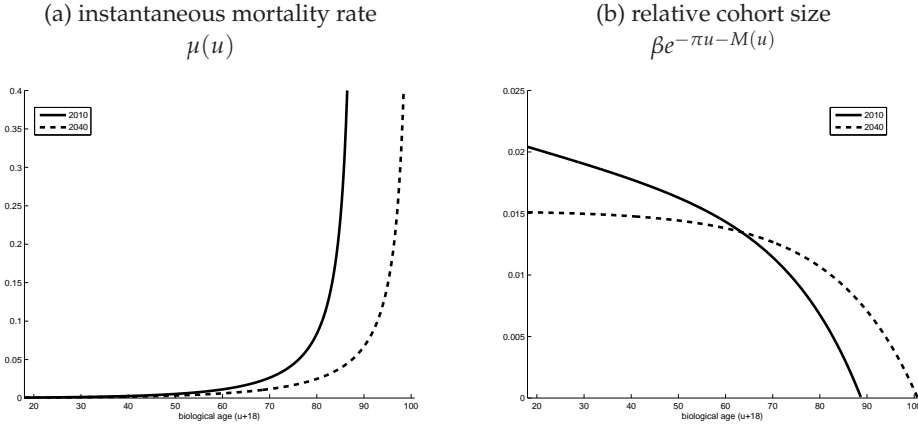 (a) instantaneous mortality rate
μ(u)
0.4
0.35
0.3
0.25
0.2
0.15
0.1
0.05
0
2010
2040
20 30 40 50 60 70 80 90 100
biological age (u+18)
(b) relative cohort size
βe^{−πu−M(u)}
0.025
0.02
0.015
0.01
0.005
0
2010
2040
20 30 40 50 60 70 80 90 100
biological age (u+18)